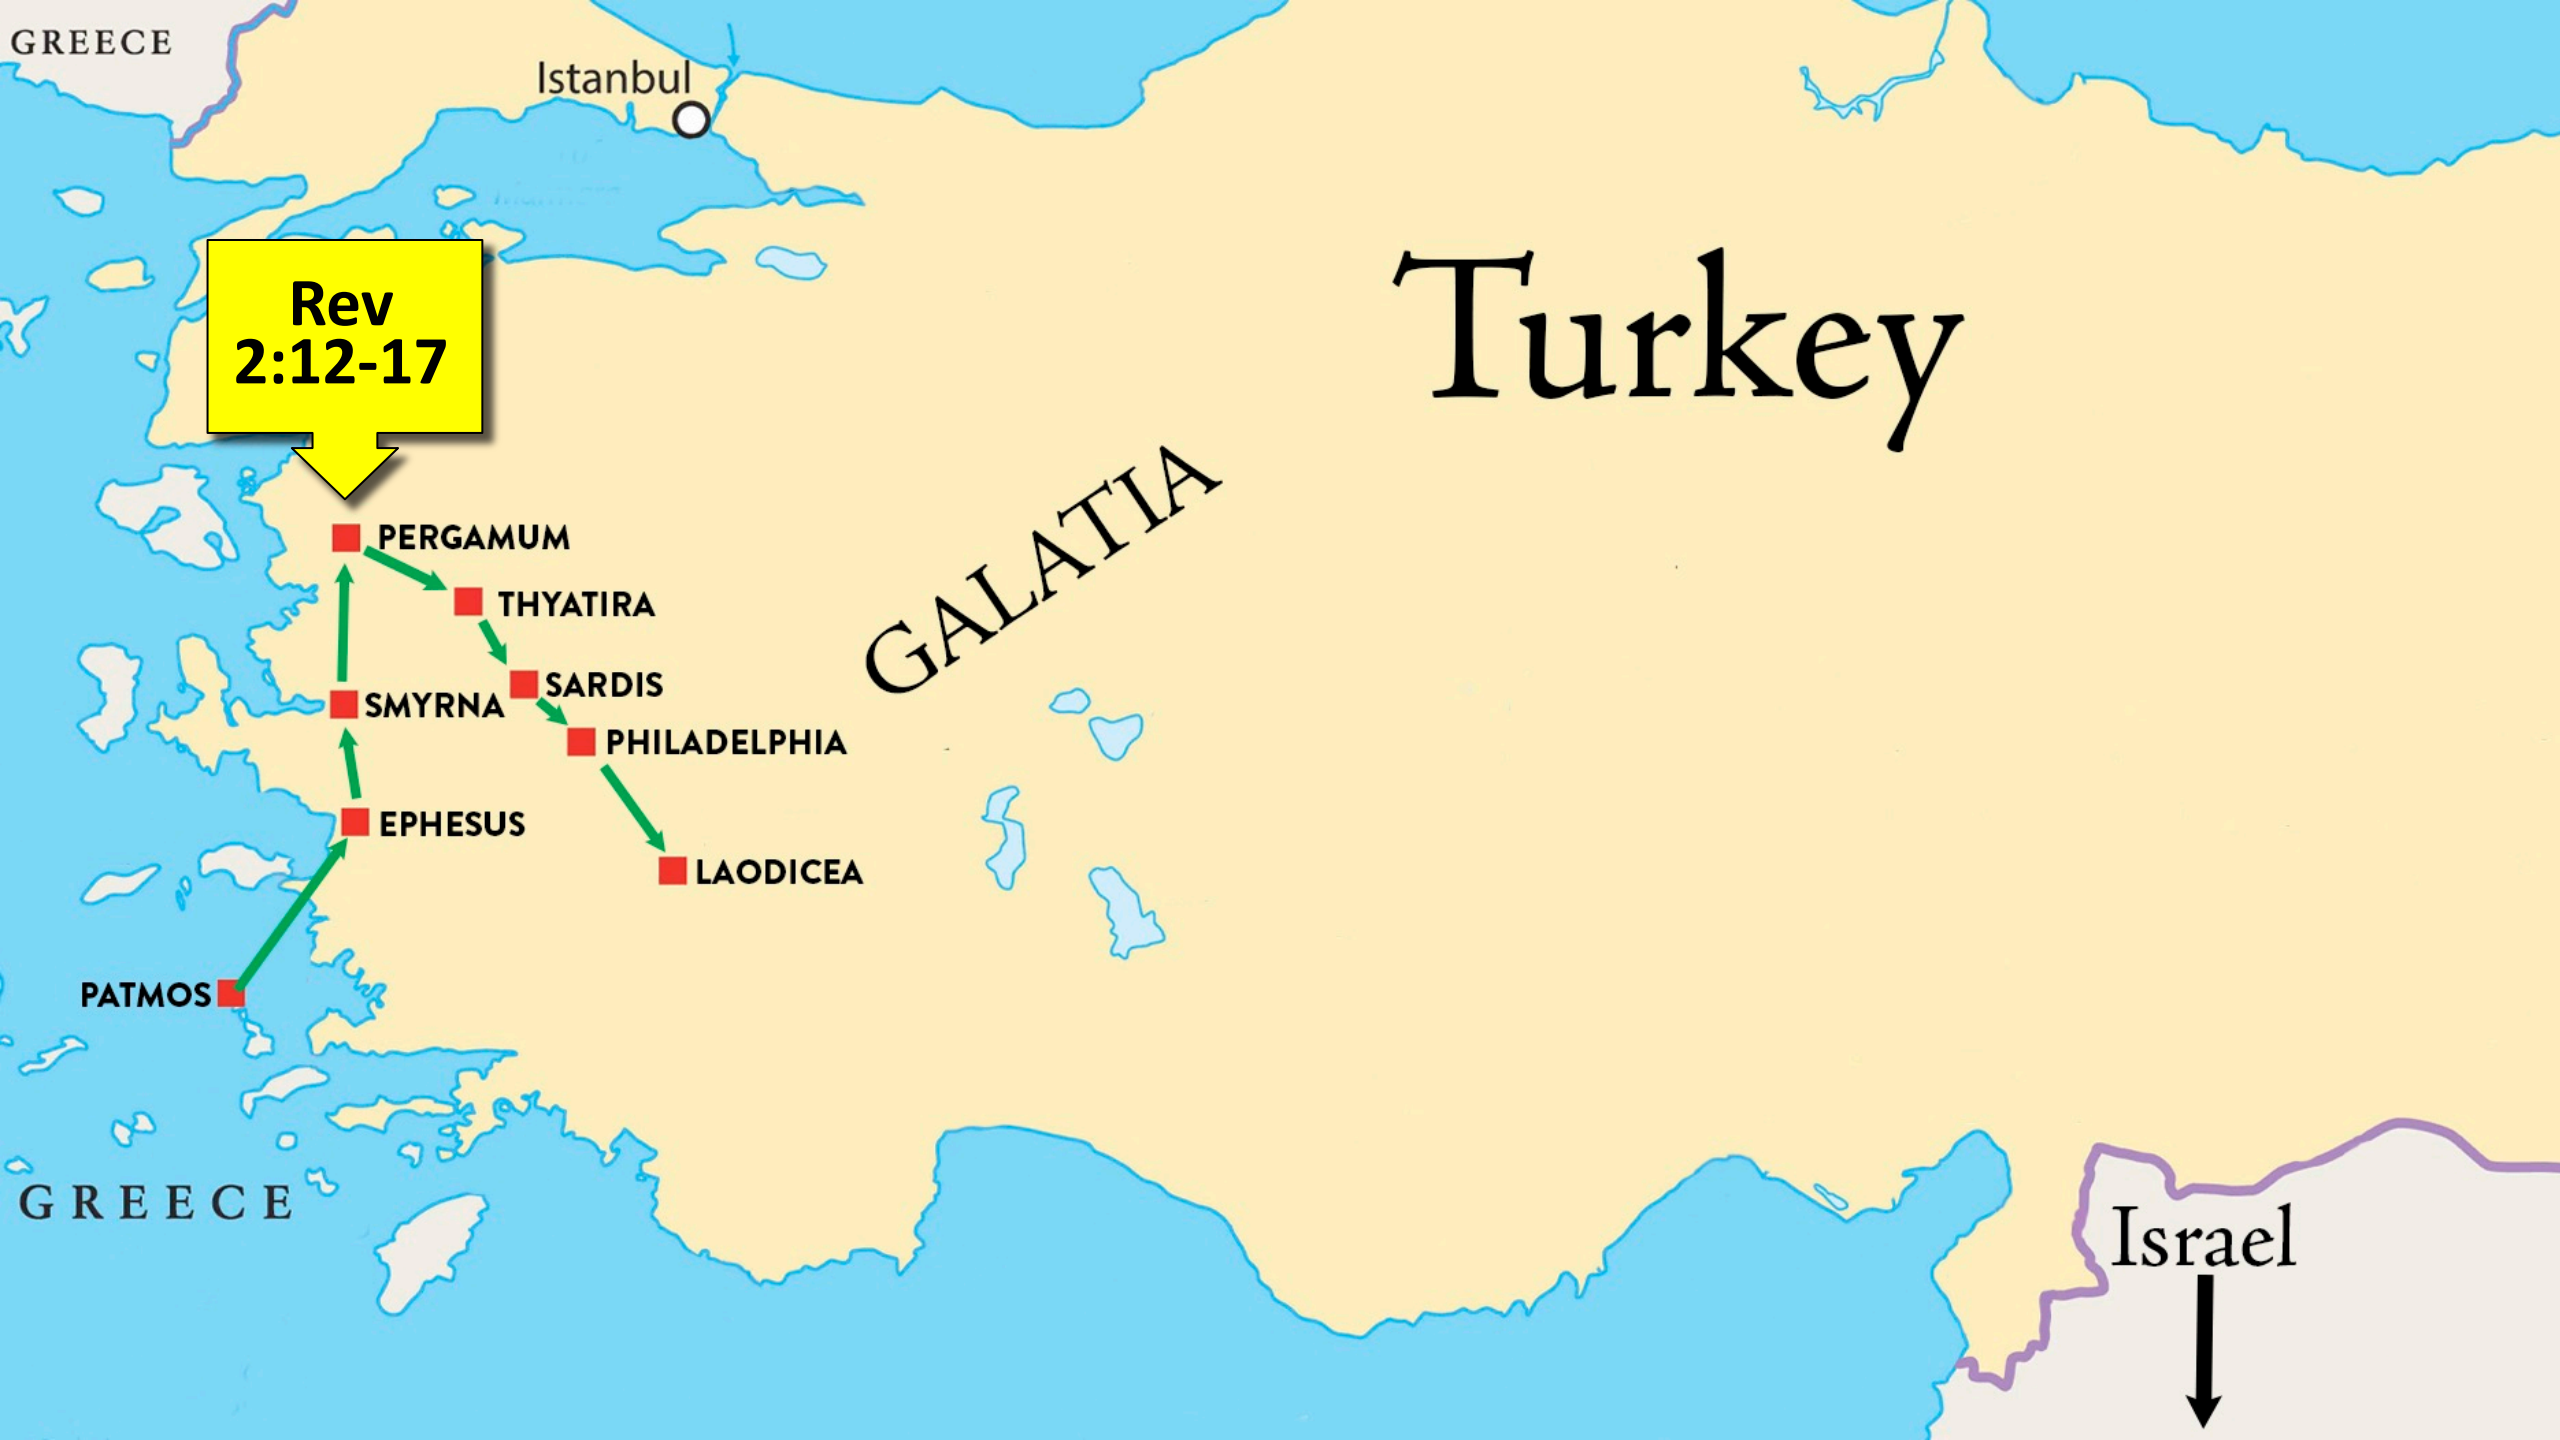 GREECE
Istanbul
Rev
2:12-17
Turkey
GALATIA
PERGAMUM
THYATIRA
SARDIS
SMYRNA
PHILADELPHIA
EPHESUS
LAODICEA
PATMOS
GREECE
Israel